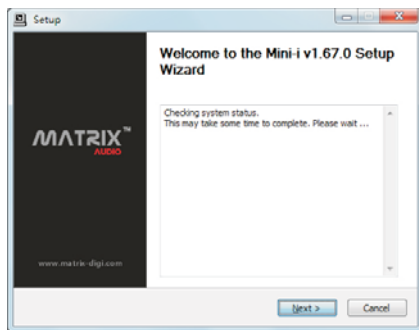 Setup
Welcome to the Mini-i v1.67.0 Setup
Wizard
Checking system status.
This may take some time to complete. Please wait ...
MATRIX™
AUDIO
www.matrix-digi.com
Next >
Cancel